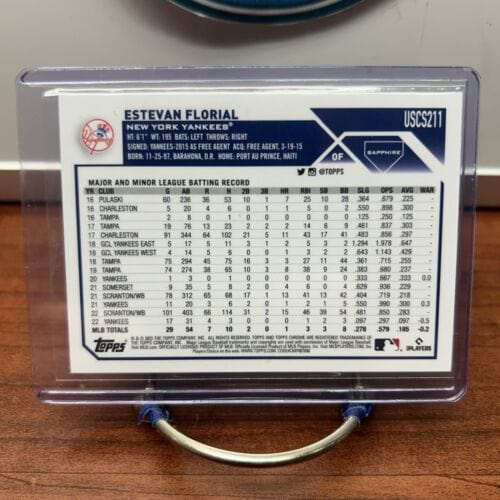 ESTEVAN FLORIAL
NEW YORK YANKEES®
HT: 6'1" WT: 195 BATS: LEFT THROWS: RIGHT
SIGNED: YANKEES-2015 AS FREE AGENT ACQ: FREE AGENT, 3-19-15
BORN: 11-25-97, BARAHONA, D.R. HOME: PORT AU PRINCE, HAITI
USCS211
OF
SAPPHIRE
@TOPPS
MAJOR AND MINOR LEAGUE BATTING RECORD
YR CLUB G AB R H 2B 3B HR RBI SB BB SLG OPS AVG WAR
16 PULASKI 60 236 36 53 10 1 7 25 10 28 .364 .679 .225 -
16 CHARLESTON 5 20 4 6 0 1 1 5 0 2 .550 .898 .300 -
16 TAMPA 2 8 0 1 0 0 0 0 0 0 .125 .250 .125 -
17 TAMPA 19 76 13 23 2 2 2 14 6 9 .461 .837 .303 -
17 CHARLESTON 91 344 64 102 21 5 11 43 17 41 .483 .856 .297 -
18 GCL YANKEES EAST 5 17 5 11 3 1 2 5 3 2 1.294 1.978 .647 -
18 GCL YANKEES WEST 4 14 5 6 0 1 1 3 2 3 .643 1.143 .429 -
18 TAMPA 75 294 45 75 16 3 3 27 11 44 .361 .715 .255 -
19 TAMPA 74 274 38 65 10 3 8 38 9 24 .383 .680 .237 -
20 YANKEES 1 3 0 1 0 0 0 0 0 0 .333 .667 .333 0.0
21 SOMERSET 9 35 5 8 2 0 4 6 0 4 .629 .936 .229 -
21 SCRANTON/WB 78 312 65 68 17 1 13 41 13 42 .404 .719 .218 -
21 YANKEES 11 20 3 6 2 0 1 2 1 5 .550 .950 .300 0.3
22 SCRANTON/WB 101 403 66 114 31 2 15 46 39 54 .481 .850 .283 -
22 YANKEES 17 31 4 3 0 0 0 1 2 3 .097 .297 .097 -0.5
MLB TOTALS 29 54 7 10 2 0 1 3 3 8 .278 .579 .185 -0.2
Topps
MLBPLAYERS